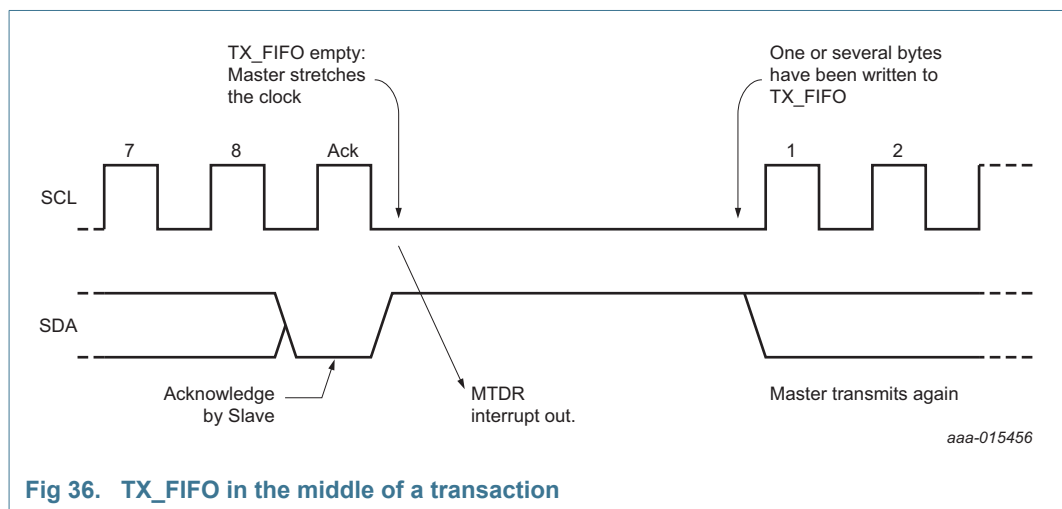 TX_FIFO empty:
Master stretches
the clock
One or several bytes
have been written to
TX_FIFO
7
8
Ack
1
2
SCL
SDA
Acknowledge
by Slave
MTDR
interrupt out.
Master transmits again
aaa-015456
Fig 36. TX_FIFO in the middle of a transaction